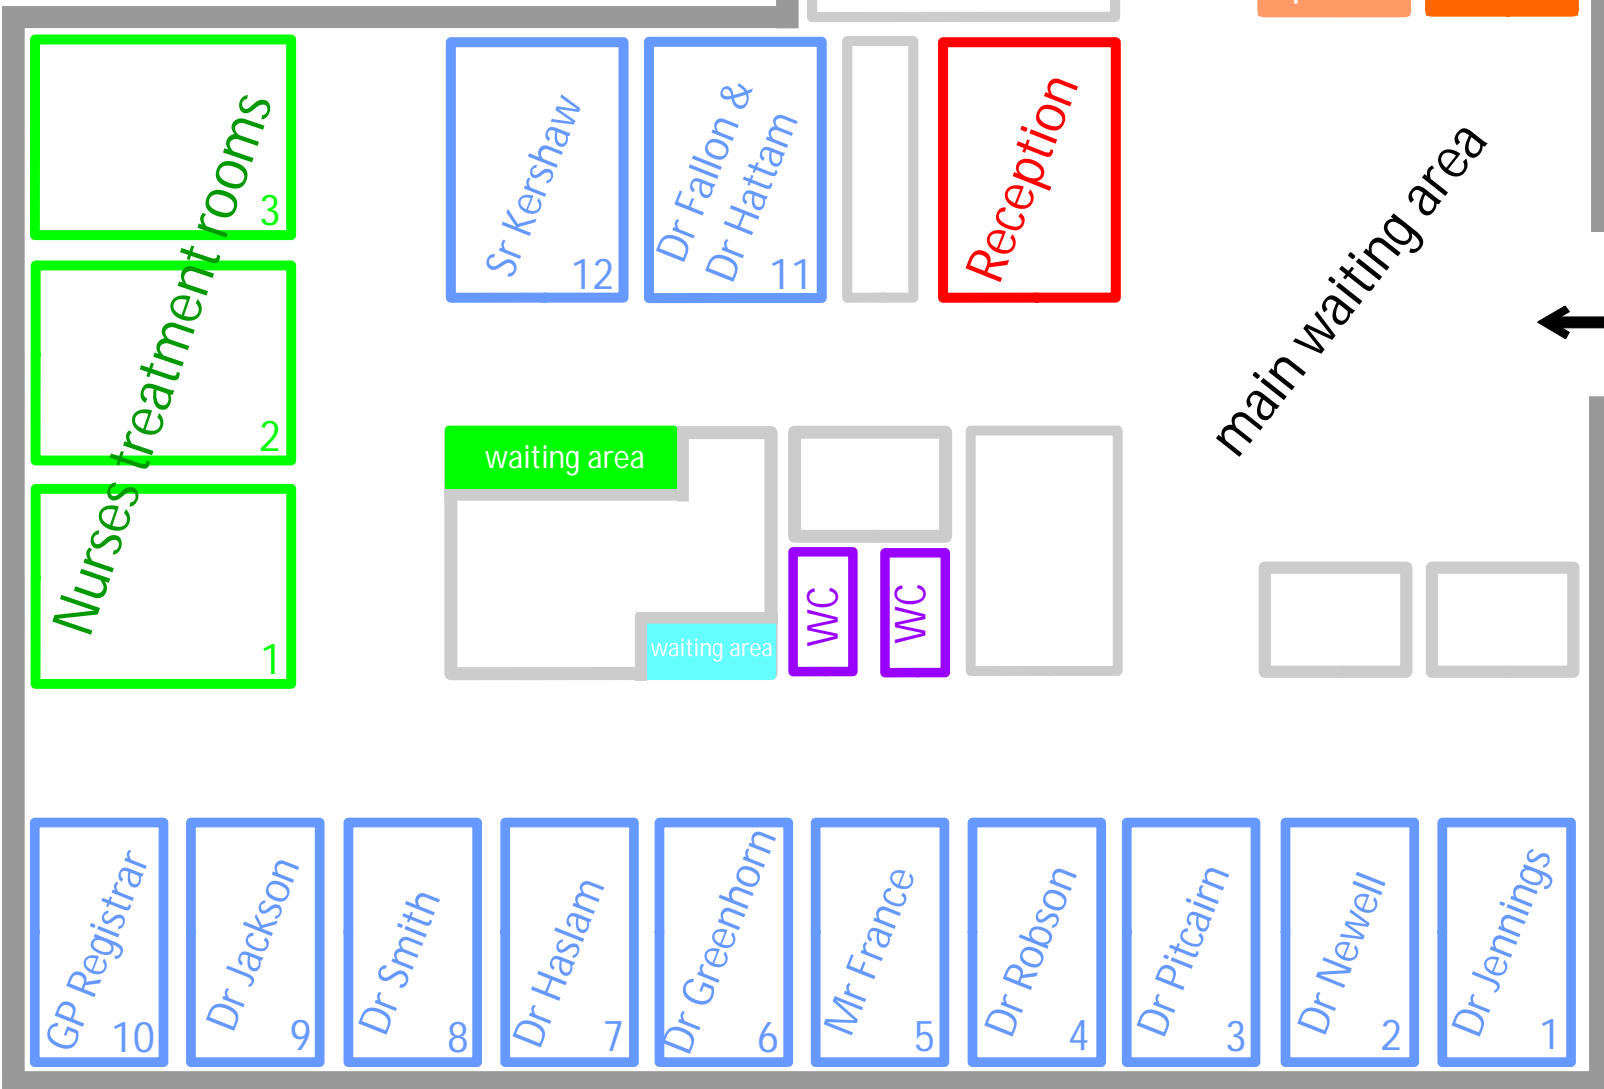 Nurses treatment rooms
3
2
1
Sr Kershaw
12
Dr Fallon &
Dr Hattam
11
Reception
main waiting area
waiting area
waiting area
WC
WC
GP Registrar
10
Dr Jackson
9
Dr Smith
8
Dr Haslam
7
Dr Greenhorn
6
Mr France
5
Dr Robson
4
Dr Pitcairn
3
Dr Newell
2
Dr Jennings
1